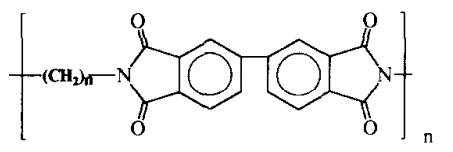 O O
(CH₂)n N N
O O
n